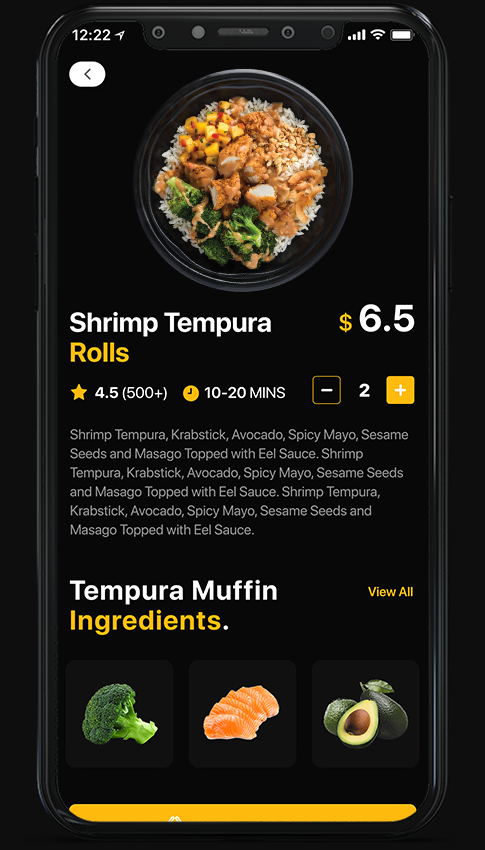 12:22
Shrimp Tempura
Rolls
$ 6.5
4.5 (500+)
10-20 MINS
− 2 +
Shrimp Tempura, Krabstick, Avocado, Spicy Mayo, Sesame
Seeds and Masago Topped with Eel Sauce. Shrimp
Tempura, Krabstick, Avocado, Spicy Mayo, Sesame Seeds
and Masago Topped with Eel Sauce. Shrimp Tempura,
Krabstick, Avocado, Spicy Mayo, Sesame Seeds and
Masago Topped with Eel Sauce.
Tempura Muffin
View All
Ingredients.